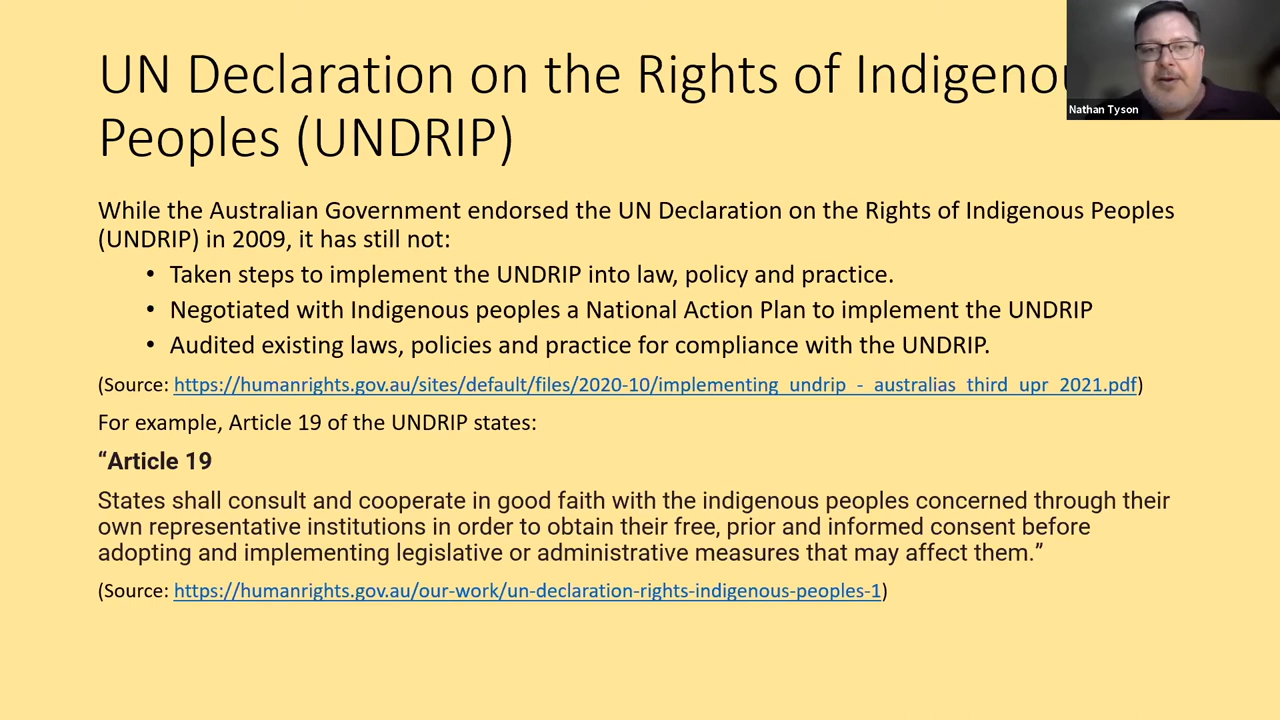 UN Declaration on the Rights of Indigenou
Peoples (UNDRIP)
Nathan Tyson
While the Australian Government endorsed the UN Declaration on the Rights of Indigenous Peoples
(UNDRIP) in 2009, it has still not:
• Taken steps to implement the UNDRIP into law, policy and practice.
• Negotiated with Indigenous peoples a National Action Plan to implement the UNDRIP
• Audited existing laws, policies and practice for compliance with the UNDRIP.
(Source: https://humanrights.gov.au/sites/default/files/2020-10/implementing_undrip_-_australias_third_upr_2021.pdf)
For example, Article 19 of the UNDRIP states:
“Article 19
States shall consult and cooperate in good faith with the indigenous peoples concerned through their
own representative institutions in order to obtain their free, prior and informed consent before
adopting and implementing legislative or administrative measures that may affect them.”
(Source: https://humanrights.gov.au/our-work/un-declaration-rights-indigenous-peoples-1)